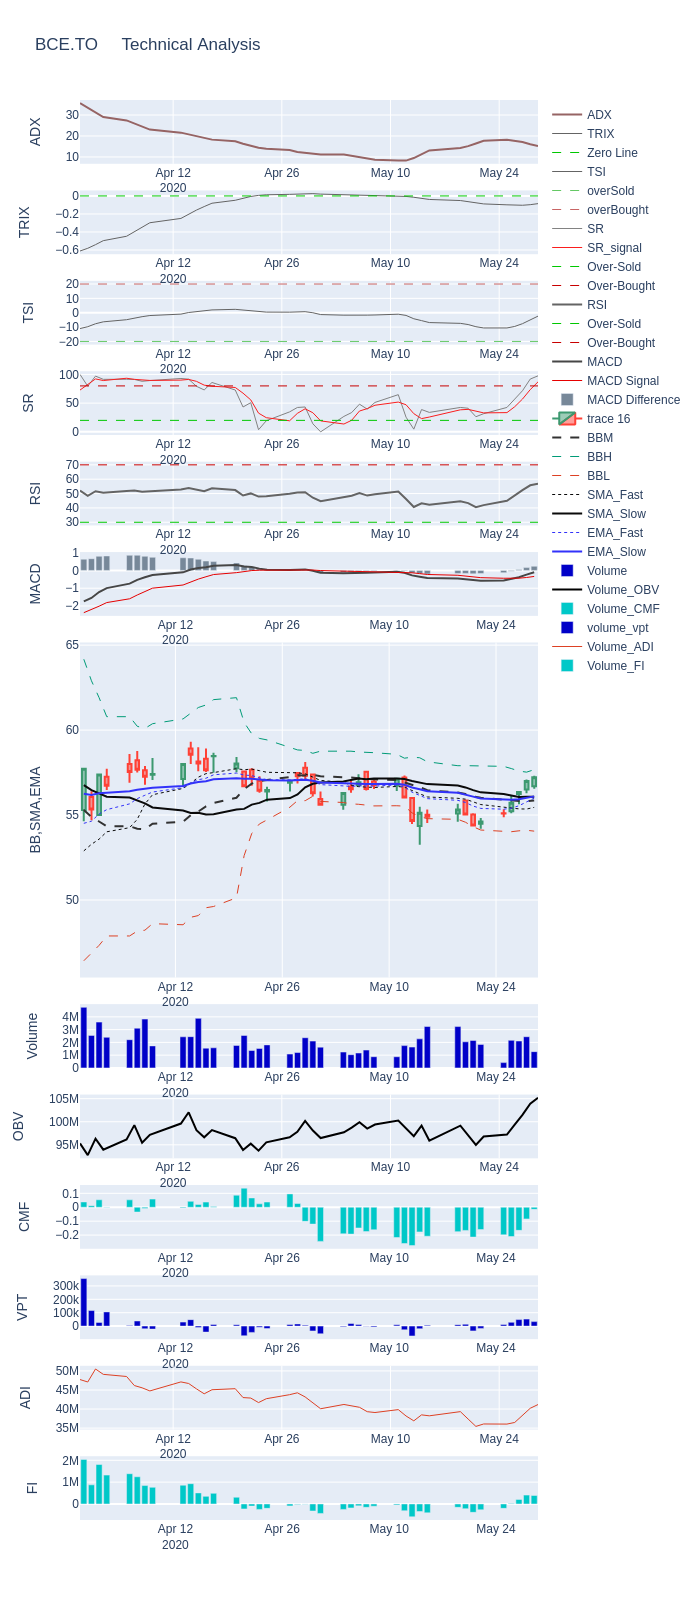 BCE.TO     Technical Analysis
ADX
30
20
10
Apr 12
2020
Apr 26
May 10
May 24
TRIX
0
−0.2
−0.4
−0.6
Apr 12
2020
Apr 26
May 10
May 24
TSI
20
10
0
−10
−20
Apr 12
2020
Apr 26
May 10
May 24
SR
100
50
0
Apr 12
2020
Apr 26
May 10
May 24
RSI
70
60
50
40
30
Apr 12
2020
Apr 26
May 10
May 24
MACD
1
0
−1
−2
Apr 12
2020
Apr 26
May 10
May 24
BB,SMA,EMA
65
60
55
50
Apr 12
2020
Apr 26
May 10
May 24
Volume
4M
3M
2M
1M
0
Apr 12
2020
Apr 26
May 10
May 24
OBV
105M
100M
95M
Apr 12
2020
Apr 26
May 10
May 24
CMF
0.1
0
−0.1
−0.2
Apr 12
2020
Apr 26
May 10
May 24
VPT
300k
200k
100k
0
Apr 12
2020
Apr 26
May 10
May 24
ADI
50M
45M
40M
35M
Apr 12
2020
Apr 26
May 10
May 24
FI
2M
1M
0
Apr 12
2020
Apr 26
May 10
May 24
ADX
TRIX
Zero Line
TSI
overSold
overBought
SR
SR_signal
Over-Sold
Over-Bought
RSI
Over-Sold
Over-Bought
MACD
MACD Signal
MACD Difference
trace 16
BBM
BBH
BBL
SMA_Fast
SMA_Slow
EMA_Fast
EMA_Slow
Volume
Volume_OBV
Volume_CMF
volume_vpt
Volume_ADI
Volume_FI